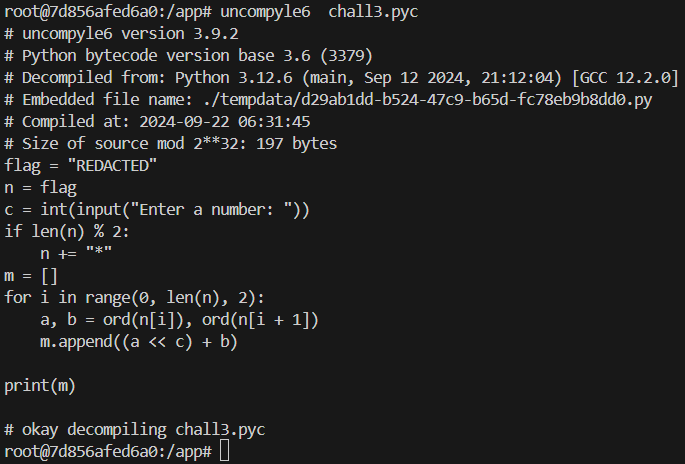 root@7d856afed6a0:/app# uncompyle6  chall3.pyc
# uncompyle6 version 3.9.2
# Python bytecode version base 3.6 (3379)
# Decompiled from: Python 3.12.6 (main, Sep 12 2024, 21:12:04) [GCC 12.2.0]
# Embedded file name: ./tempdata/d29ab1dd-b524-47c9-b65d-fc78eb9b8dd0.py
# Compiled at: 2024-09-22 06:31:45
# Size of source mod 2**32: 197 bytes
flag = "REDACTED"
n = flag
c = int(input("Enter a number: "))
if len(n) % 2:
    n += "*"
m = []
for i in range(0, len(n), 2):
    a, b = ord(n[i]), ord(n[i + 1])
    m.append((a << c) + b)

print(m)

# okay decompiling chall3.pyc
root@7d856afed6a0:/app#